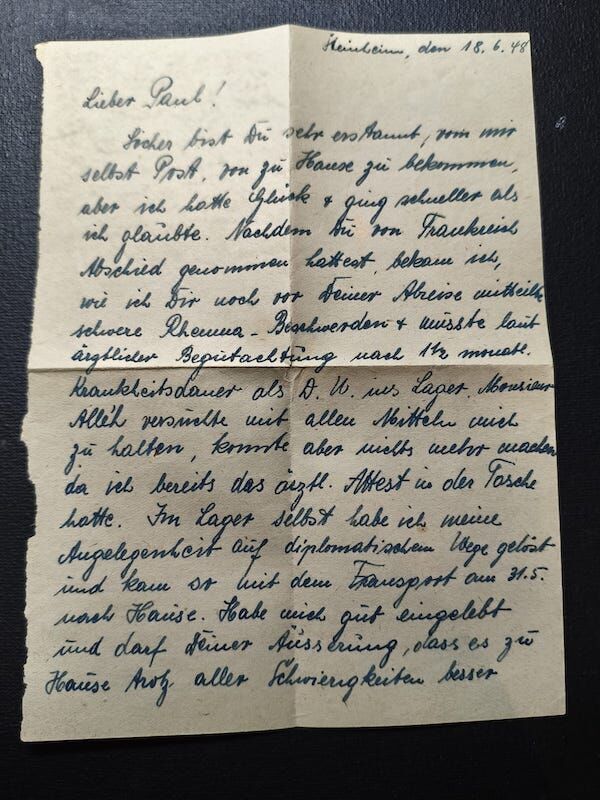 Steinheim, den 18.6.48
Lieber Paul!
Sicher bist Du sehr erstaunt, von mir
selbst Post, von zu Hause zu bekommen,
aber ich hatte Glück & ging schneller als
ich glaubte. Nachdem Du von Frankreich
Abschied genommen hattest, bekam ich,
wie ich Dir noch vor Deiner Abreise mitteilte
schwere Rheuma-Beschwerden & musste laut
ärztlicher Begutachtung nach 1½ monatl.
Krankheitsdauer als D. U. ins Lager. Monsieur
versuchte mit allen Mitteln mich
zu halten, konnte aber nichts mehr machen
da ich bereits das ärztl. Attest in der Tasche
hatte. Im Lager selbst habe ich meine
Angelegenheit auf diplomatischem Wege gelöst
und kam so mit dem Transport am 31.5.
nach Hause. Habe mich gut eingelebt
und darf Deiner Äusserung, dass es zu
Hause trotz aller Schwierigkeiten besser